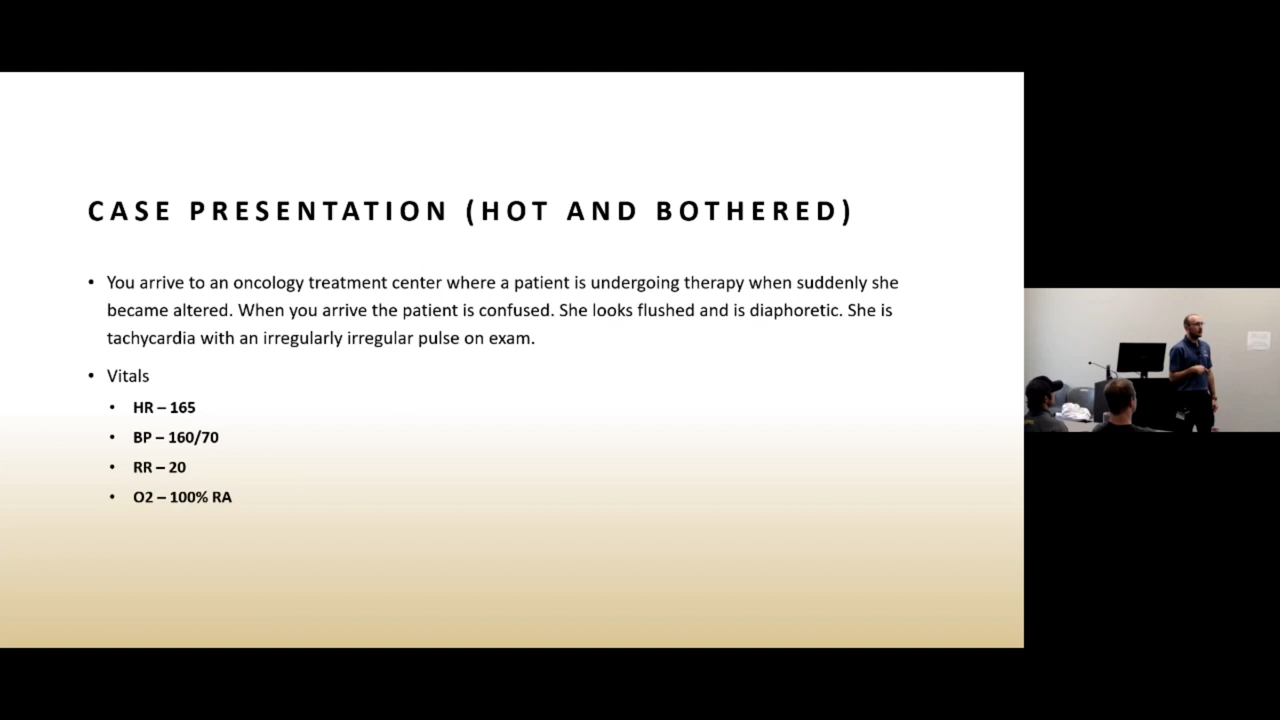 CASE PRESENTATION (HOT AND BOTHERED)
• You arrive to an oncology treatment center where a patient is undergoing therapy when suddenly she
became altered. When you arrive the patient is confused. She looks flushed and is diaphoretic. She is
tachycardia with an irregularly irregular pulse on exam.
• Vitals
• HR – 165
• BP – 160/70
• RR – 20
• O2 – 100% RA